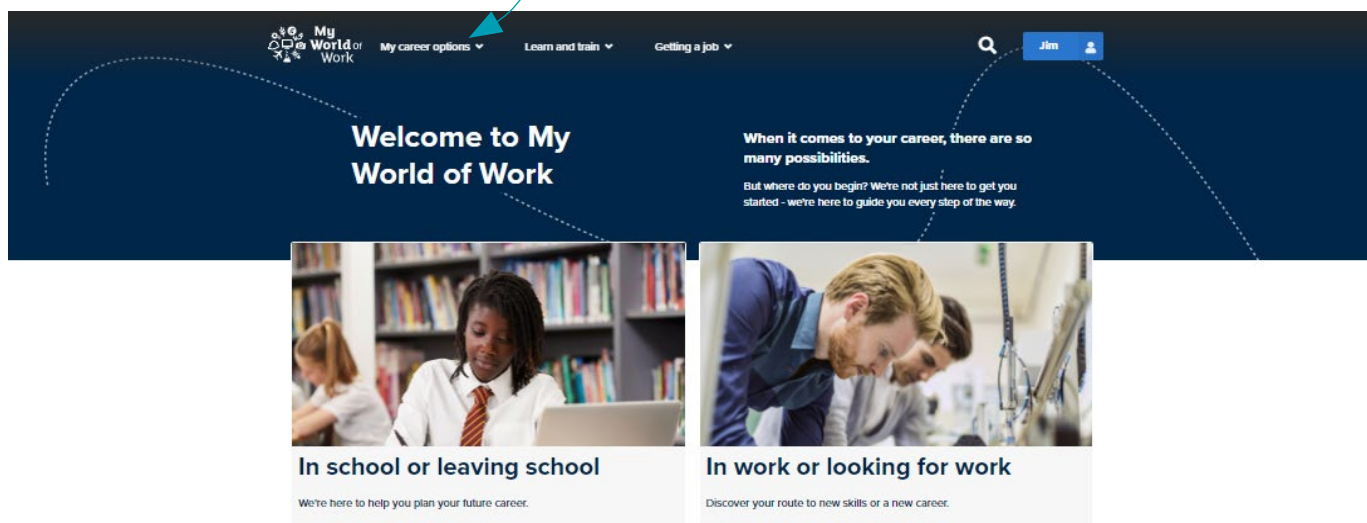 My
World of
Work
My career options
Learn and train
Getting a job
Jim
Welcome to My
World of Work
When it comes to your career, there are so
many possibilities.
But where do you begin? We're not just here to get you
started - we're here to guide you every step of the way.
In school or leaving school
We're here to help you plan your future career.
In work or looking for work
Discover your route to new skills or a new career.